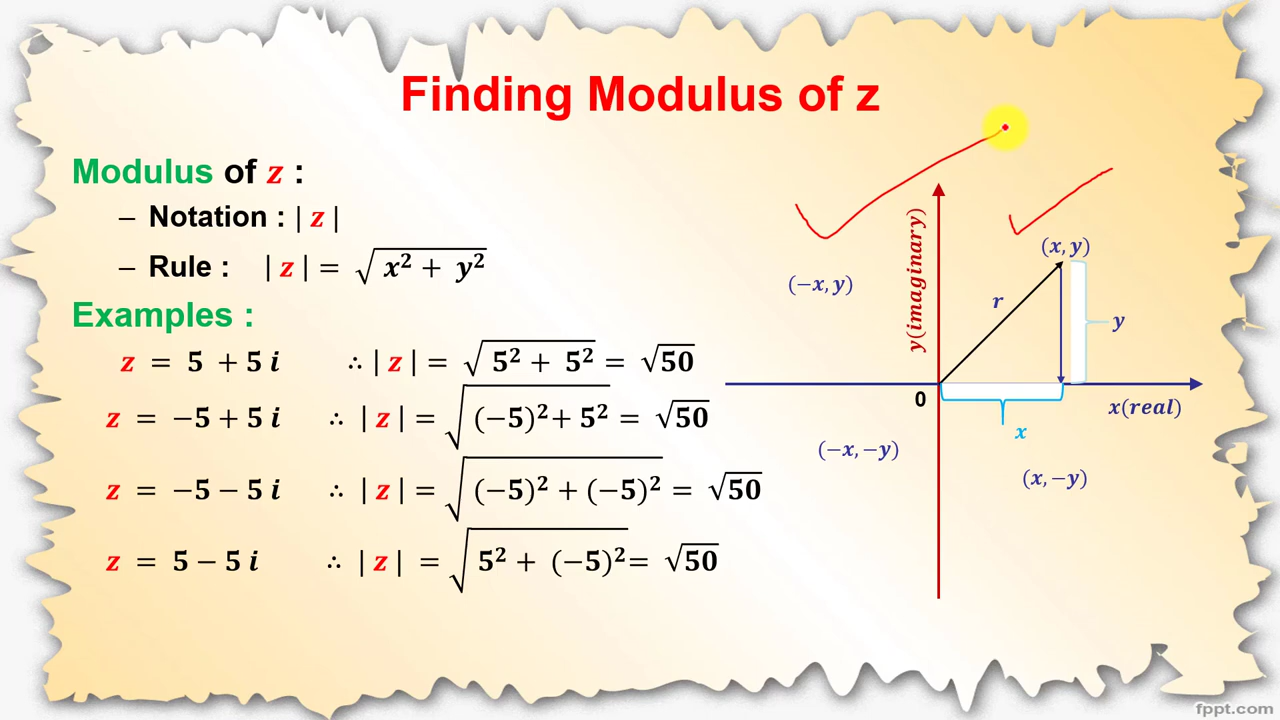 Finding Modulus of z
Modulus of z :
– Notation : | z |
– Rule : | z | = √x² + y²
Examples :
z = 5 + 5 i ∴ | z | = √5² + 5² = √50
z = −5 + 5 i ∴ | z | = √(−5)² + 5² = √50
z = −5 − 5 i ∴ | z | = √(−5)² + (−5)² = √50
z = 5 − 5 i ∴ | z | = √5² + (−5)² = √50
y(imaginary)
(x, y)
(−x, y)
r
y
0
x(real)
x
(−x, −y)
(x, −y)
fppt.com